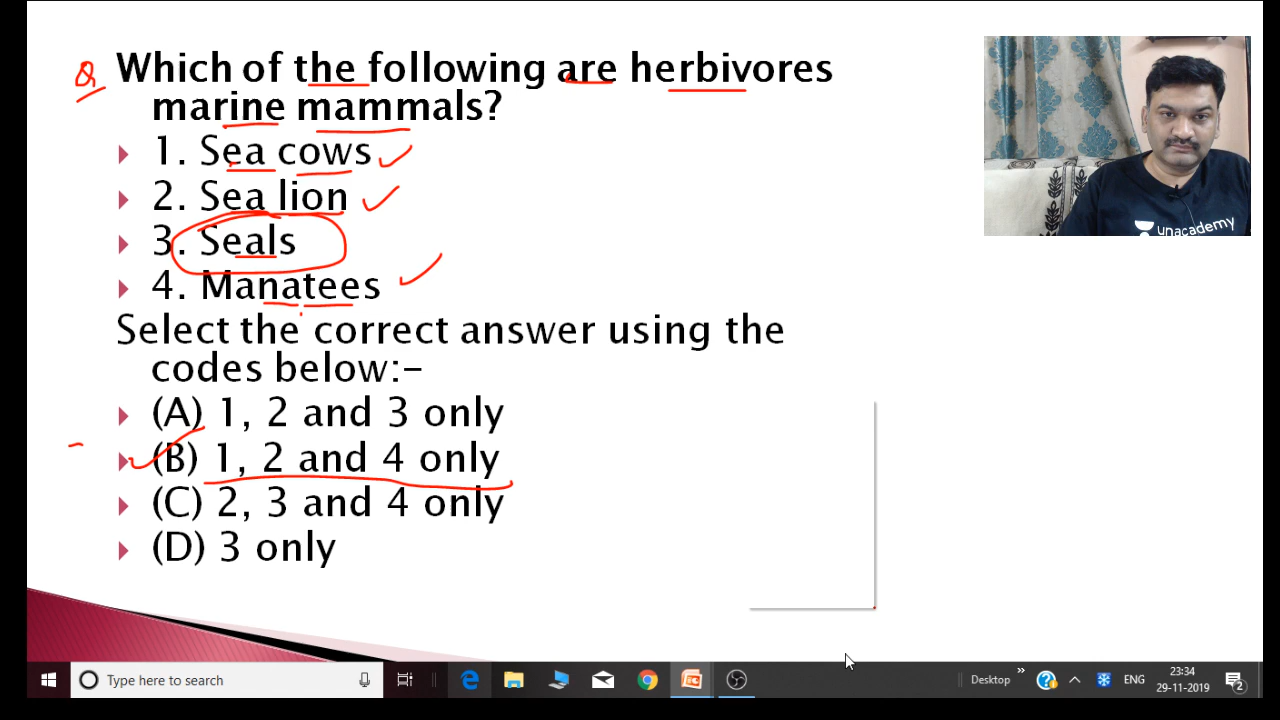 Q Which of the following are herbivores
marine mammals?
1. Sea cows
2. Sea lion
3. Seals
4. Manatees
Select the correct answer using the
codes below:-
(A) 1, 2 and 3 only
(B) 1, 2 and 4 only
(C) 2, 3 and 4 only
(D) 3 only
unacademy
Type here to search
Desktop
ENG
23:34
29-11-2019
2